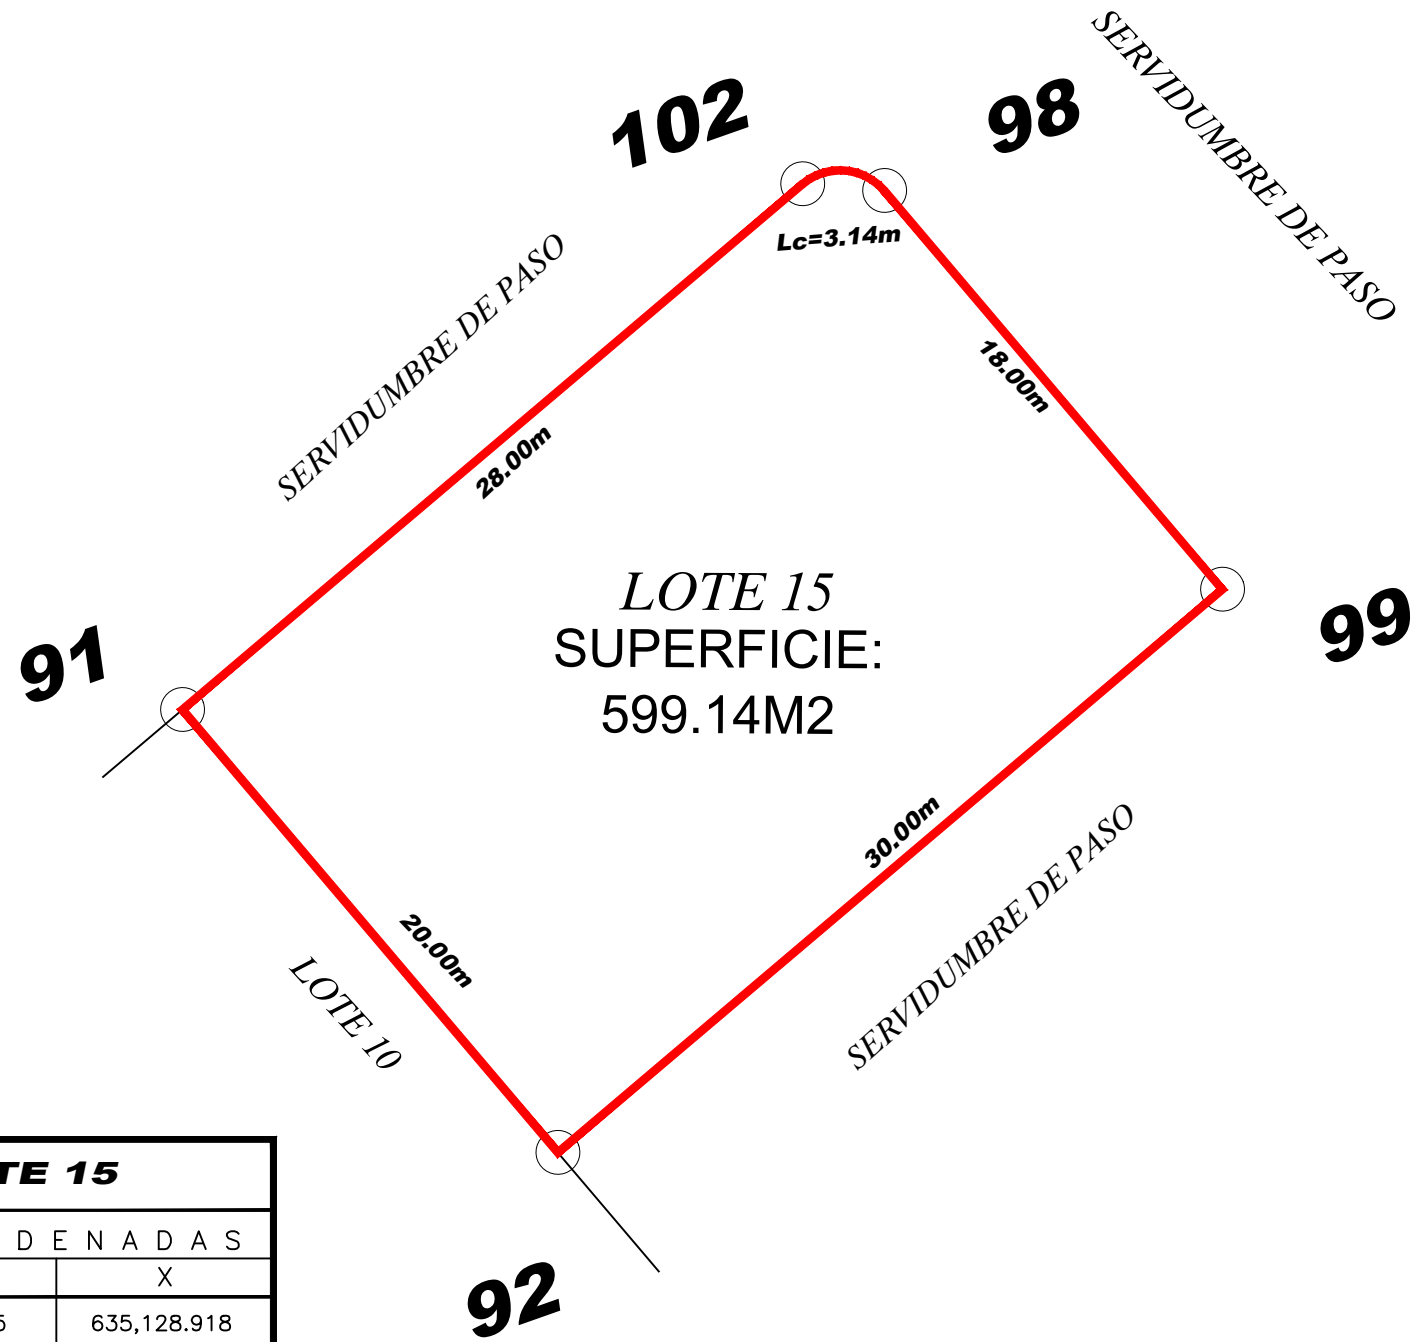 SERVIDUMBRE DE PASO
102
98
Lc=3.14m
SERVIDUMBRE DE PASO
18.00m
28.00m
LOTE 15
SUPERFICIE:
599.14M2
91
99
30.00m
SERVIDUMBRE DE PASO
20.00m
LOTE 10
92
TE 15
D E N A D A S
X
635,128.918